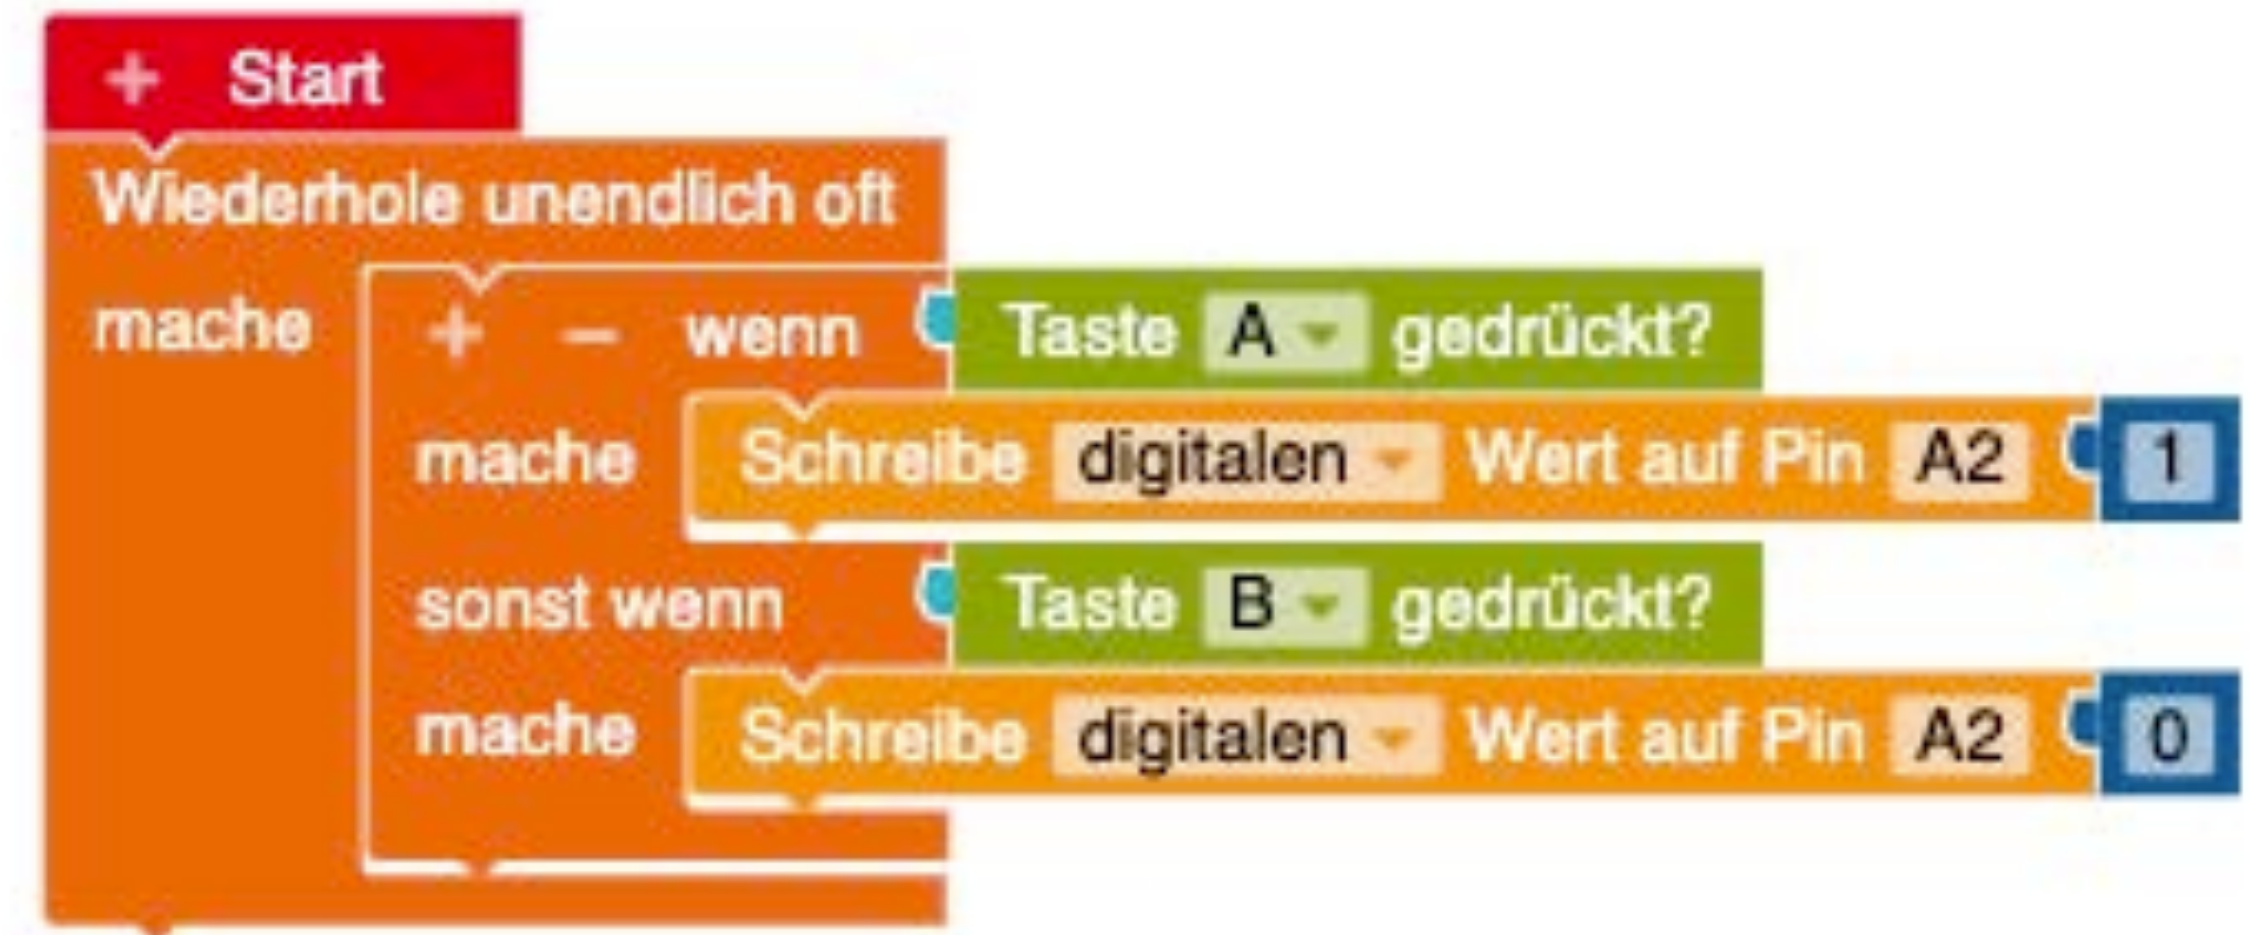 + Start
Wiederhole unendlich oft
mache + − wenn Taste A gedrückt?
mache Schreibe digitalen Wert auf Pin A2 1
sonst wenn Taste B gedrückt?
mache Schreibe digitalen Wert auf Pin A2 0